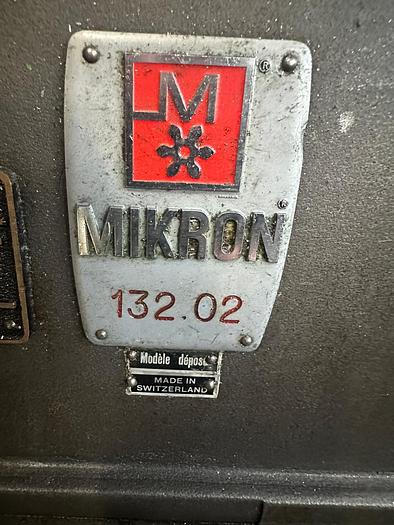 M
®
MIKRON®
132.02
Modèle déposé
MADE IN
SWITZERLAND